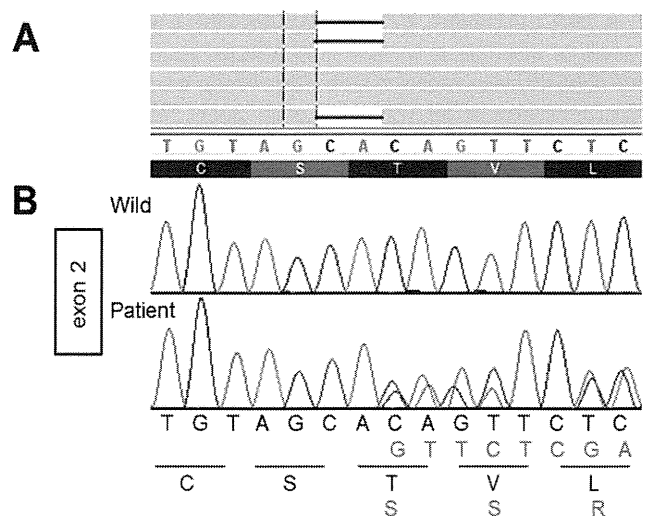 A
T G T A G C A C A G T T C T C
C S T V L
B
Wild
exon 2
Patient
T G T A G C A C A G T T C T C
G T T C T C G A
C S T V L
S S R